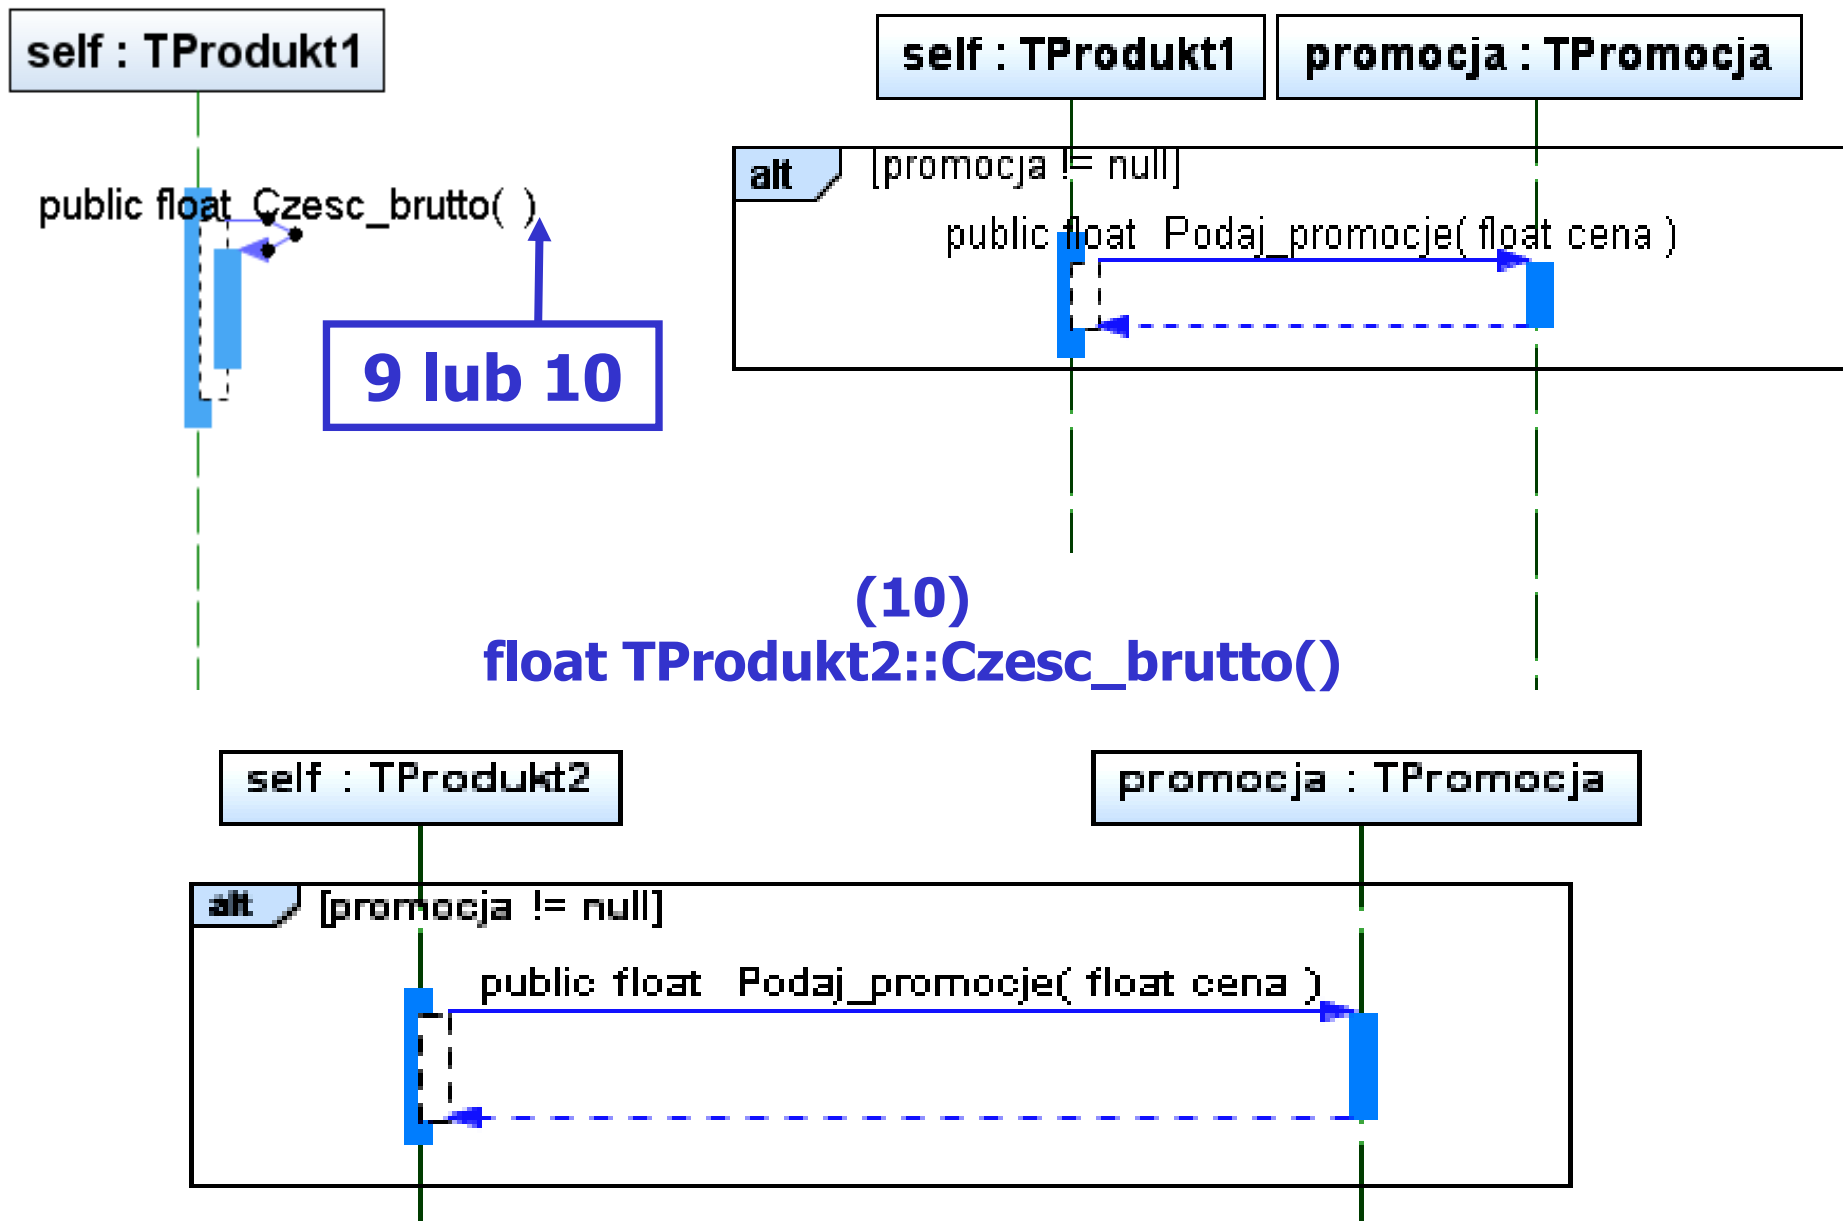 self : TProdukt1
public float Czesc_brutto( )
9 lub 10
self : TProdukt1
promocja : TPromocja
alt
[promocja != null]
public float Podaj_promocje( float cena )
(10)
float TProdukt2::Czesc_brutto()
self : TProdukt2
promocja : TPromocja
alt
[promocja != null]
public float Podaj_promocje( float cena )